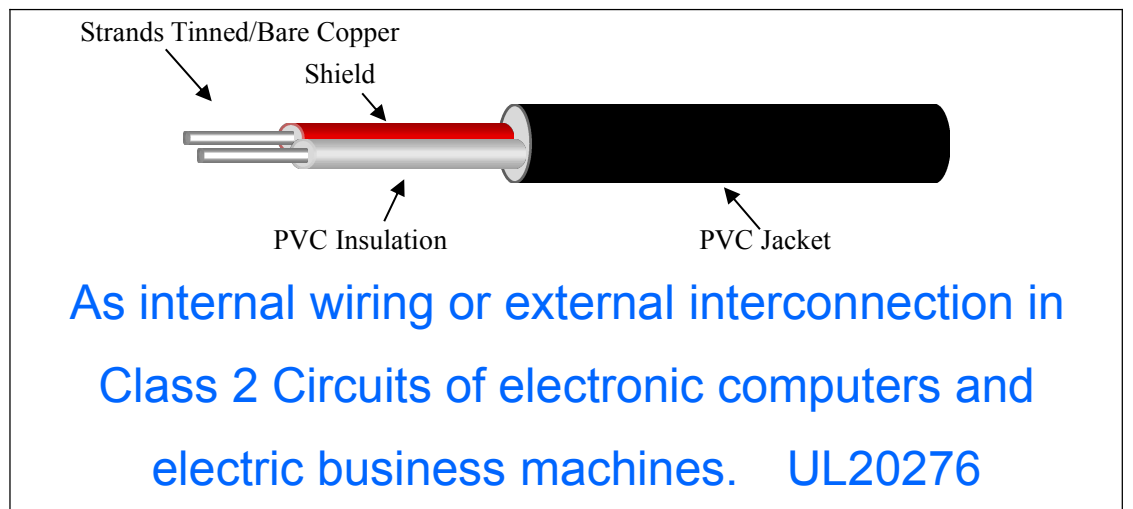 Strands Tinned/Bare Copper
Shield
PVC Insulation
PVC Jacket
As internal wiring or external interconnection in
Class 2 Circuits of electronic computers and
electric business machines. UL20276